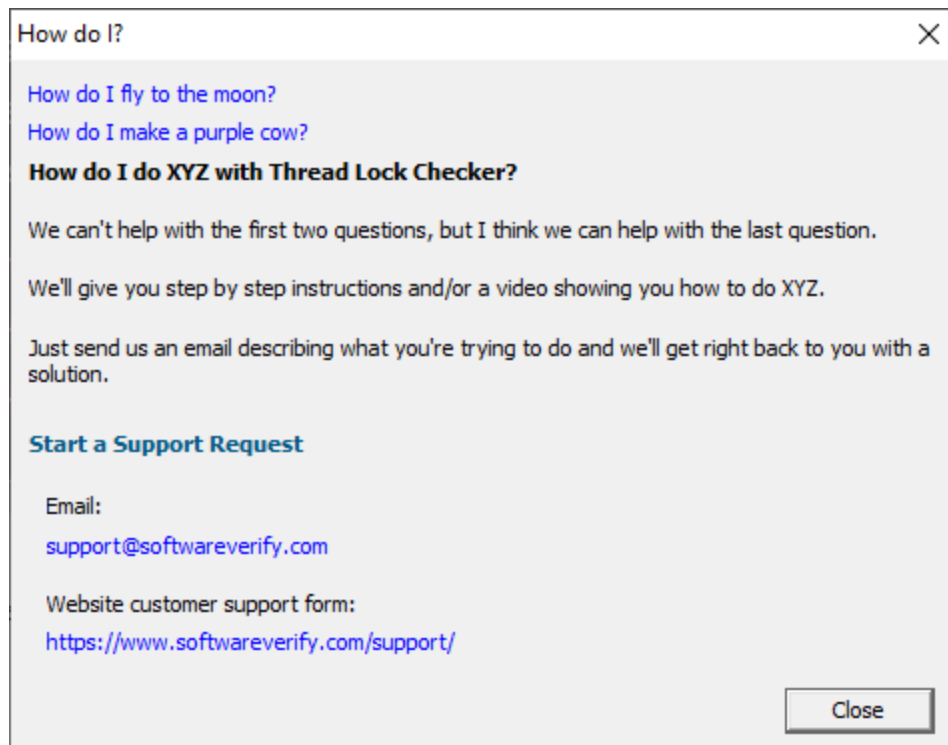 How do I?
How do I fly to the moon?
How do I make a purple cow?
How do I do XYZ with Thread Lock Checker?
We can't help with the first two questions, but I think we can help with the last question.
We'll give you step by step instructions and/or a video showing you how to do XYZ.
Just send us an email describing what you're trying to do and we'll get right back to you with a
solution.
Start a Support Request
Email:
support@softwareverify.com
Website customer support form:
https://www.softwareverify.com/support/
Close